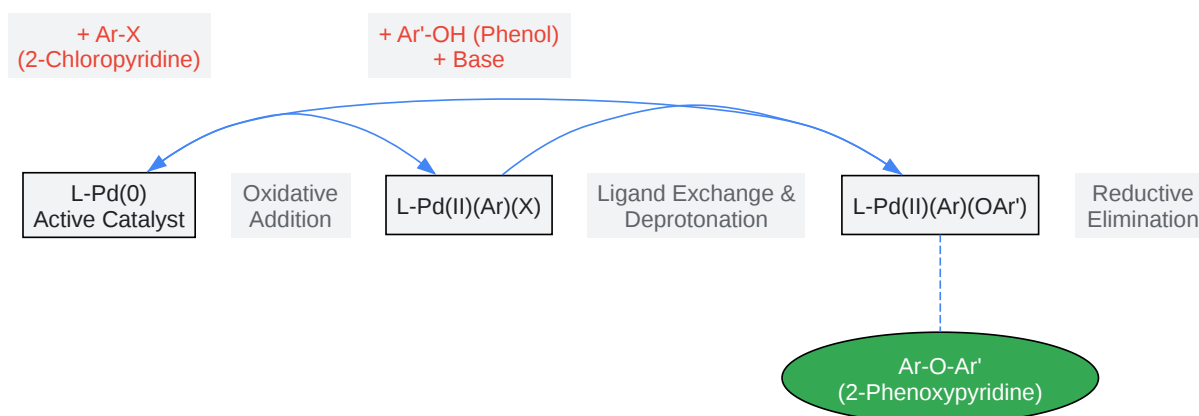 + Ar-X
(2-Chloropyridine)
+ Ar'-OH (Phenol)
+ Base
L-Pd(0)
Active Catalyst
Oxidative
Addition
L-Pd(II)(Ar)(X)
Ligand Exchange &
Deprotonation
L-Pd(II)(Ar)(OAr')
Reductive
Elimination
Ar-O-Ar'
(2-Phenoxypyridine)